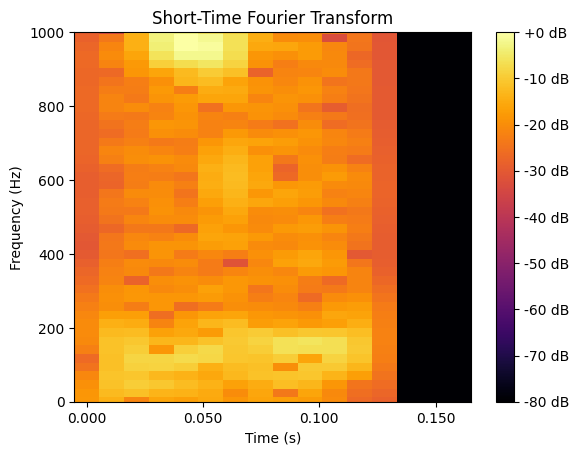 Short-Time Fourier Transform
Frequency (Hz)
1000
800
600
400
200
0
0.000
0.050
0.100
0.150
Time (s)
+0 dB
-10 dB
-20 dB
-30 dB
-40 dB
-50 dB
-60 dB
-70 dB
-80 dB